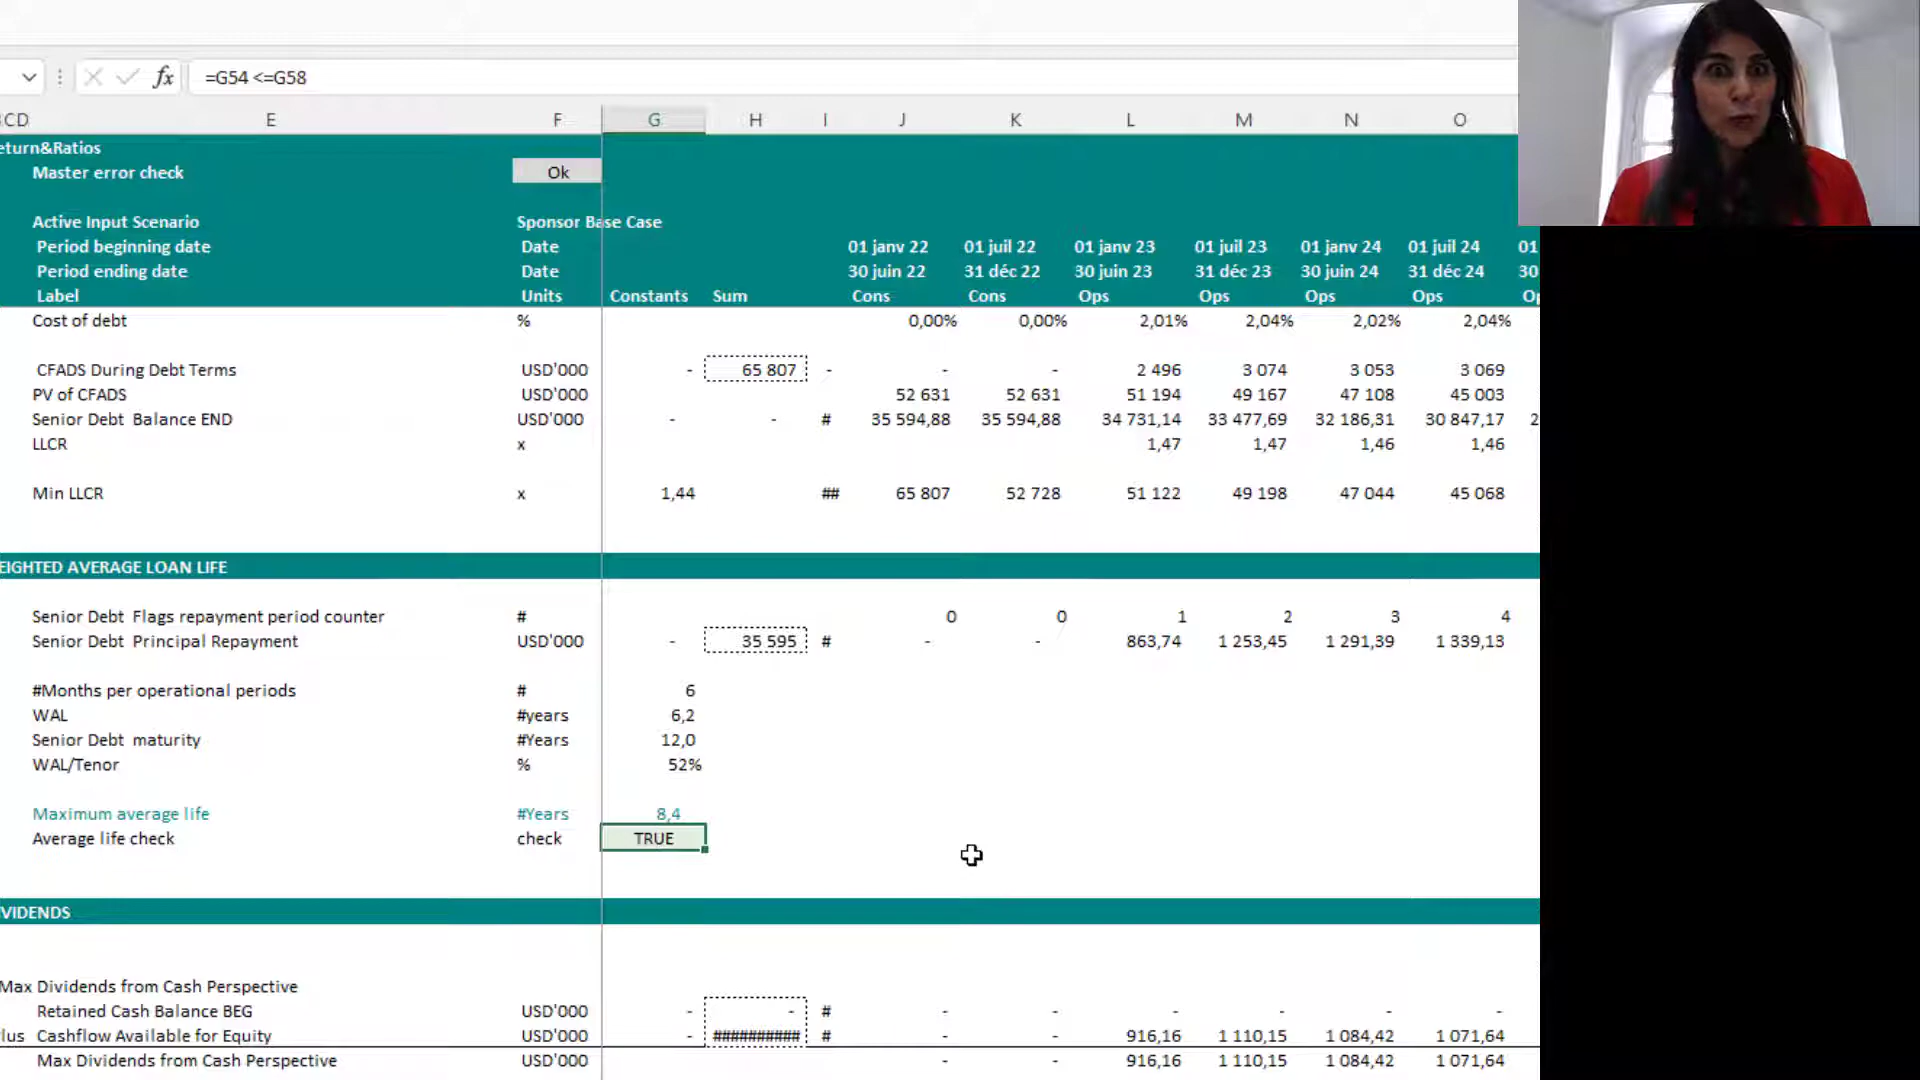 =G54 <=G58
CD E F G H I J K L M N O
eturn&Ratios
Master error check Ok
Active Input Scenario Sponsor Base Case
Period beginning date Date 01 janv 22 01 juil 22 01 janv 23 01 juil 23 01 janv 24 01 juil 24 01
Period ending date Date 30 juin 22 31 déc 22 30 juin 23 31 déc 23 30 juin 24 31 déc 24 30
Label Units Constants Sum Cons Cons Ops Ops Ops Ops Op
Cost of debt % 0,00% 0,00% 2,01% 2,04% 2,02% 2,04%
CFADS During Debt Terms USD'000 - 65 807 - - - 2 496 3 074 3 053 3 069
PV of CFADS USD'000 52 631 52 631 51 194 49 167 47 108 45 003
Senior Debt Balance END USD'000 - - # 35 594,88 35 594,88 34 731,14 33 477,69 32 186,31 30 847,17 2
LLCR x 1,47 1,47 1,46 1,46
Min LLCR x 1,44 ## 65 807 52 728 51 122 49 198 47 044 45 068
EIGHTED AVERAGE LOAN LIFE
Senior Debt Flags repayment period counter # 0 0 1 2 3 4
Senior Debt Principal Repayment USD'000 - 35 595 # - - 863,74 1 253,45 1 291,39 1 339,13
#Months per operational periods # 6
WAL #years 6,2
Senior Debt maturity #Years 12,0
WAL/Tenor % 52%
Maximum average life #Years 8,4
Average life check check TRUE
VIDENDS
Max Dividends from Cash Perspective
Retained Cash Balance BEG USD'000 - - # - - - - - -
lus Cashflow Available for Equity USD'000 - ########## # - - 916,16 1 110,15 1 084,42 1 071,64
Max Dividends from Cash Perspective USD'000 - - 916,16 1 110,15 1 084,42 1 071,64